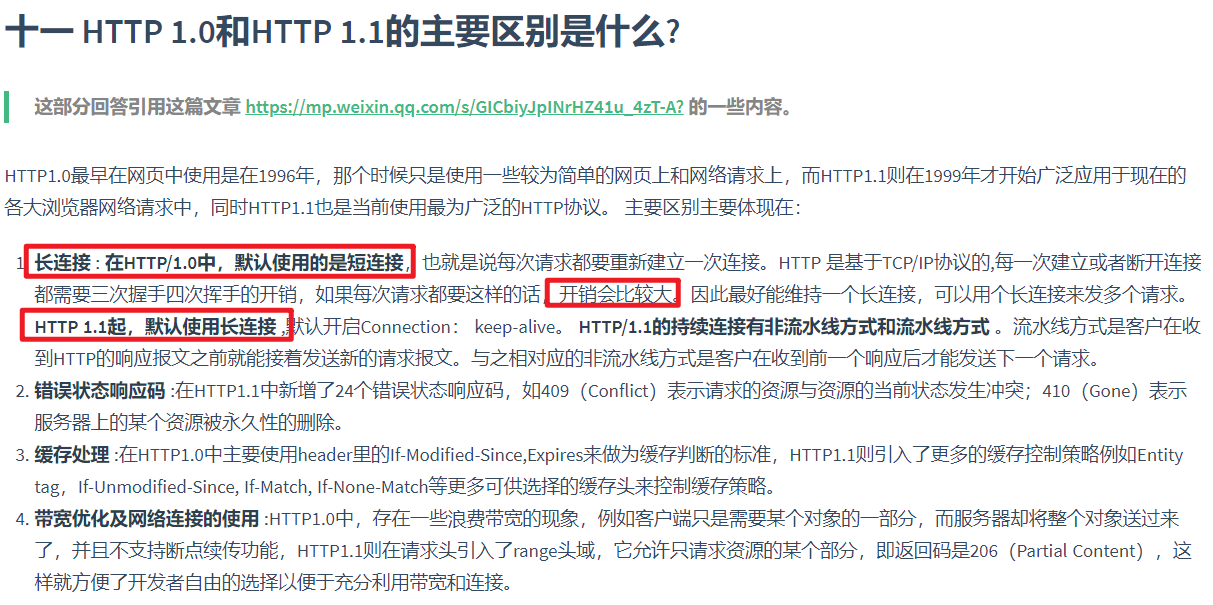 十一 HTTP 1.0和HTTP 1.1的主要区别是什么?
这部分回答引用这篇文章 https://mp.weixin.qq.com/s/GICbiyJpINrHZ41u_4zT-A? 的一些内容。
HTTP1.0最早在网页中使用是在1996年，那个时候只是使用一些较为简单的网页上和网络请求上，而HTTP1.1则在1999年才开始广泛应用于现在的
各大浏览器网络请求中，同时HTTP1.1也是当前使用最为广泛的HTTP协议。 主要区别主要体现在：
1. 长连接 : 在HTTP/1.0中，默认使用的是短连接，也就是说每次请求都要重新建立一次连接。HTTP 是基于TCP/IP协议的,每一次建立或者断开连接
都需要三次握手四次挥手的开销，如果每次请求都要这样的话，开销会比较大。因此最好能维持一个长连接，可以用个长连接来发多个请求。
HTTP 1.1起，默认使用长连接 ,默认开启Connection： keep-alive。 HTTP/1.1的持续连接有非流水线方式和流水线方式 。流水线方式是客户在收
到HTTP的响应报文之前就能接着发送新的请求报文。与之相对应的非流水线方式是客户在收到前一个响应后才能发送下一个请求。
2. 错误状态响应码 :在HTTP1.1中新增了24个错误状态响应码，如409（Conflict）表示请求的资源与资源的当前状态发生冲突；410（Gone）表示
服务器上的某个资源被永久性的删除。
3. 缓存处理 :在HTTP1.0中主要使用header里的If-Modified-Since,Expires来做为缓存判断的标准，HTTP1.1则引入了更多的缓存控制策略例如Entity
tag，If-Unmodified-Since, If-Match, If-None-Match等更多可供选择的缓存头来控制缓存策略。
4. 带宽优化及网络连接的使用 :HTTP1.0中，存在一些浪费带宽的现象，例如客户端只是需要某个对象的一部分，而服务器却将整个对象送过来
了，并且不支持断点续传功能，HTTP1.1则在请求头引入了range头域，它允许只请求资源的某个部分，即返回码是206（Partial Content），这
样就方便了开发者自由的选择以便于充分利用带宽和连接。